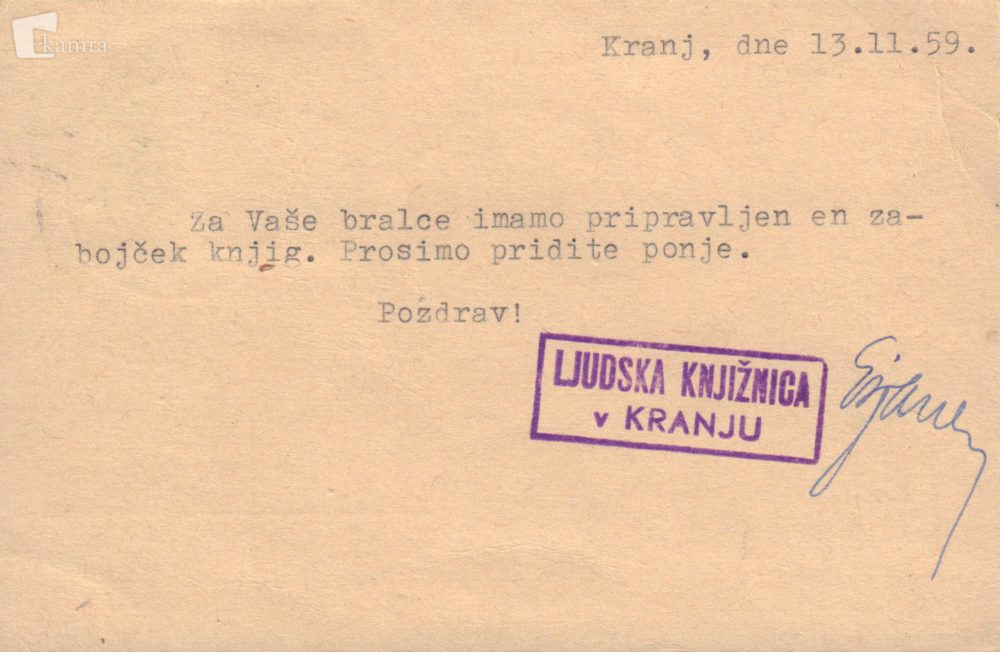 kamra
Kranj, dne 13.11.59.
Za Vaše bralce imamo pripravljen en za-
bojček knjig. Prosimo pridite ponje.
Pozdrav!
LJUDSKA KNJIŽNICA
v KRANJU